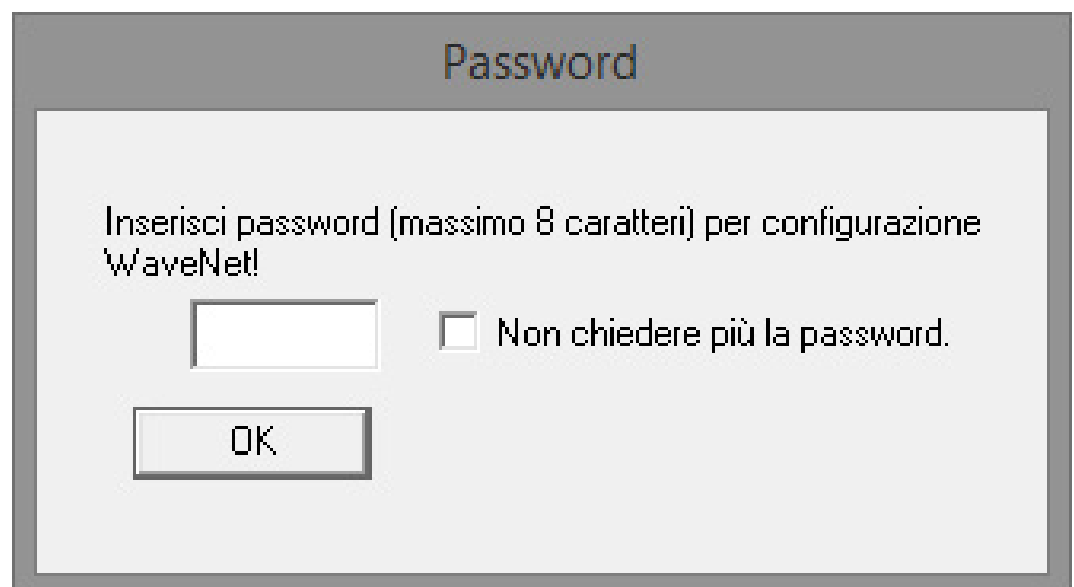 Password
Inserisci password (massimo 8 caratteri) per configurazione
WaveNet!
Non chiedere più la password.
OK